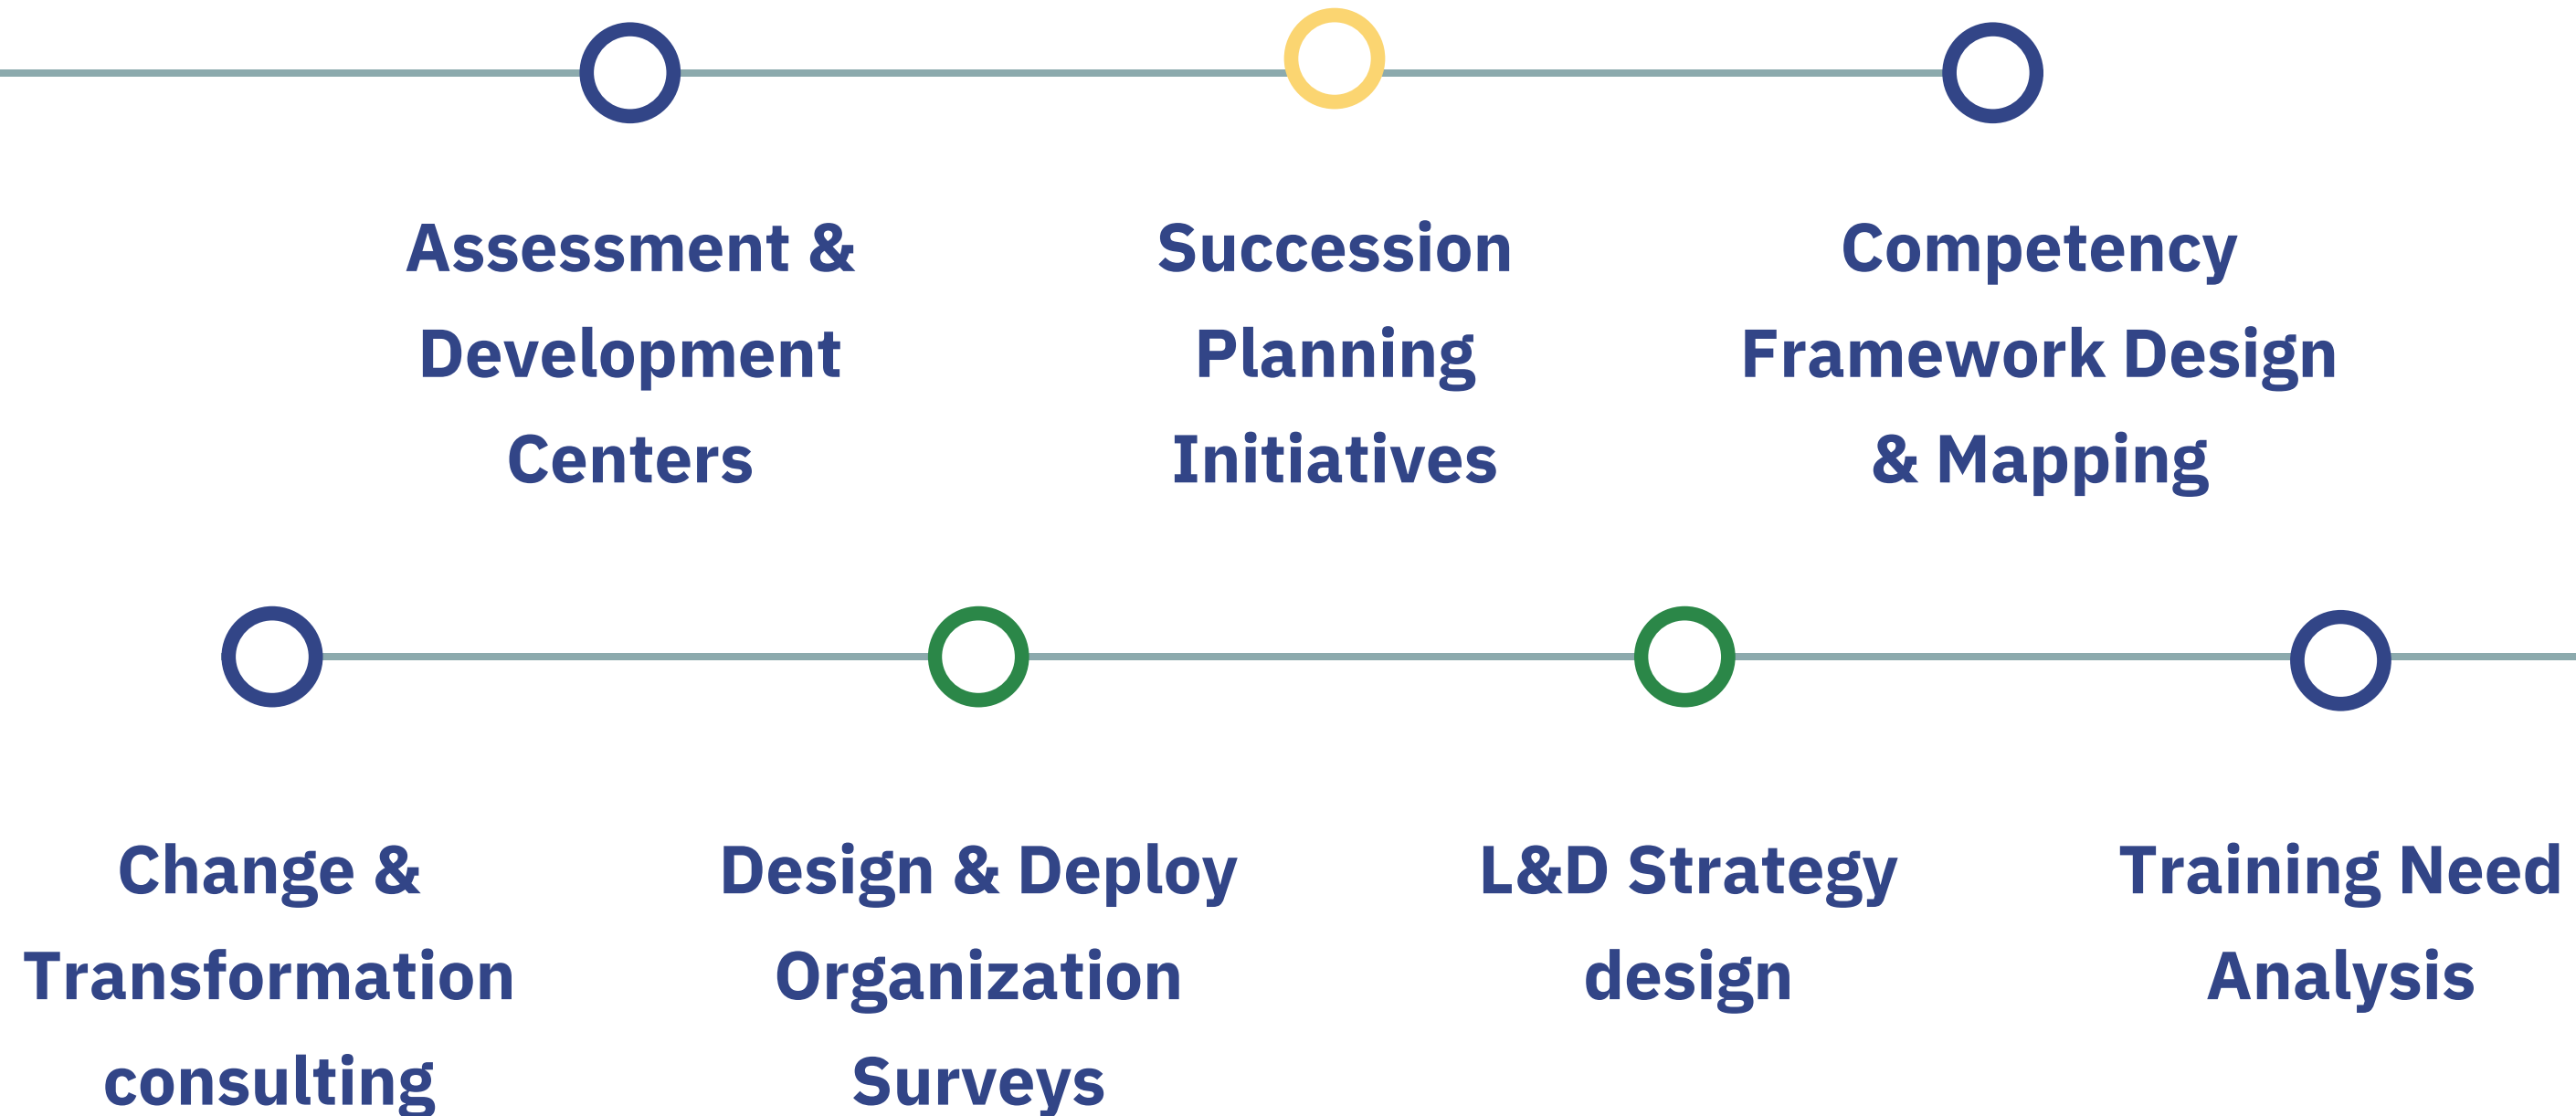 Assessment &
Development
Centers
Succession
Planning
Initiatives
Competency
Framework Design
& Mapping
Change &
Transformation
consulting
Design & Deploy
Organization
Surveys
L&D Strategy
design
Training Need
Analysis